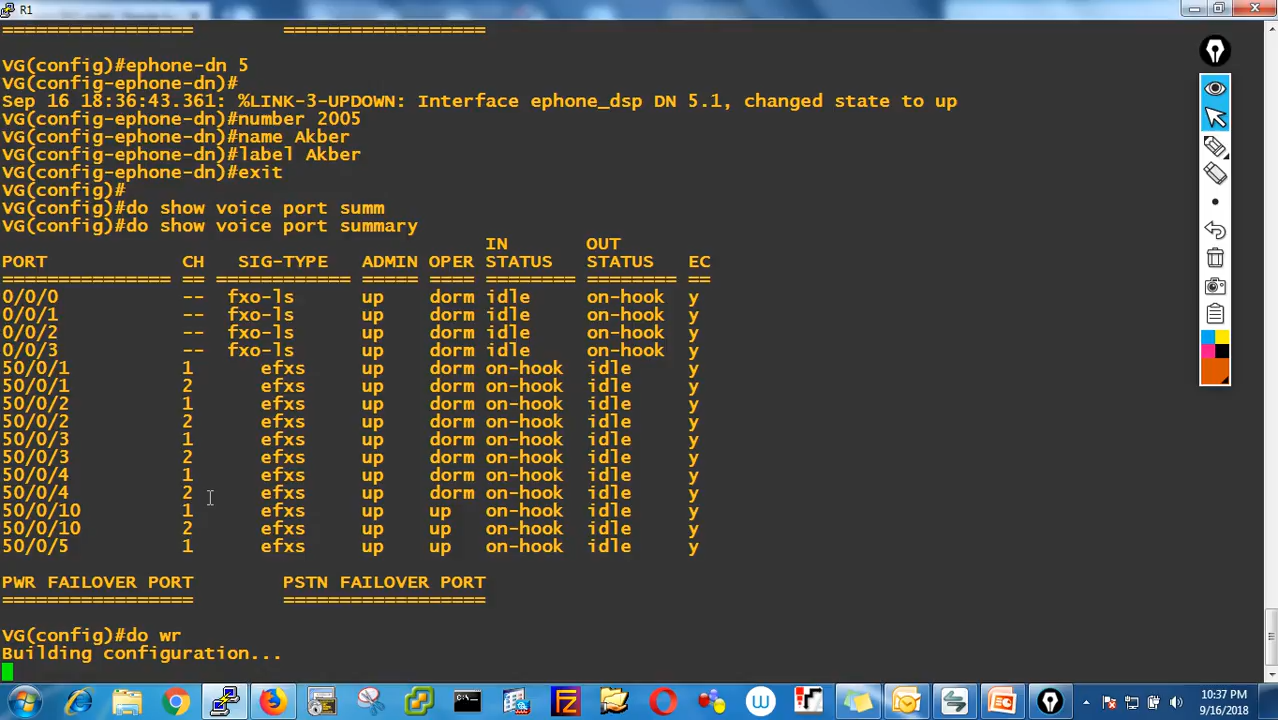 R1
================= ==================
VG(config)#ephone-dn 5
VG(config-ephone-dn)#
Sep 16 18:36:43.361: %LINK-3-UPDOWN: Interface ephone_dsp DN 5.1, changed state to up
VG(config-ephone-dn)#number 2005
VG(config-ephone-dn)#name Akber
VG(config-ephone-dn)#label Akber
VG(config-ephone-dn)#exit
VG(config)#
VG(config)#do show voice port summ
VG(config)#do show voice port summary
IN OUT
PORT CH SIG-TYPE ADMIN OPER STATUS STATUS EC
=============== == ============ ===== ==== ======== ======== ==
0/0/0 -- fxo-ls up dorm idle on-hook y
0/0/1 -- fxo-ls up dorm idle on-hook y
0/0/2 -- fxo-ls up dorm idle on-hook y
0/0/3 -- fxo-ls up dorm idle on-hook y
50/0/1 1 efxs up dorm on-hook idle y
50/0/1 2 efxs up dorm on-hook idle y
50/0/2 1 efxs up dorm on-hook idle y
50/0/2 2 efxs up dorm on-hook idle y
50/0/3 1 efxs up dorm on-hook idle y
50/0/3 2 efxs up dorm on-hook idle y
50/0/4 1 efxs up dorm on-hook idle y
50/0/4 2 efxs up dorm on-hook idle y
50/0/10 1 efxs up up on-hook idle y
50/0/10 2 efxs up up on-hook idle y
50/0/5 1 efxs up up on-hook idle y
PWR FAILOVER PORT PSTN FAILOVER PORT
================= ==================
VG(config)#do wr
Building configuration...
10:37 PM
9/16/2018